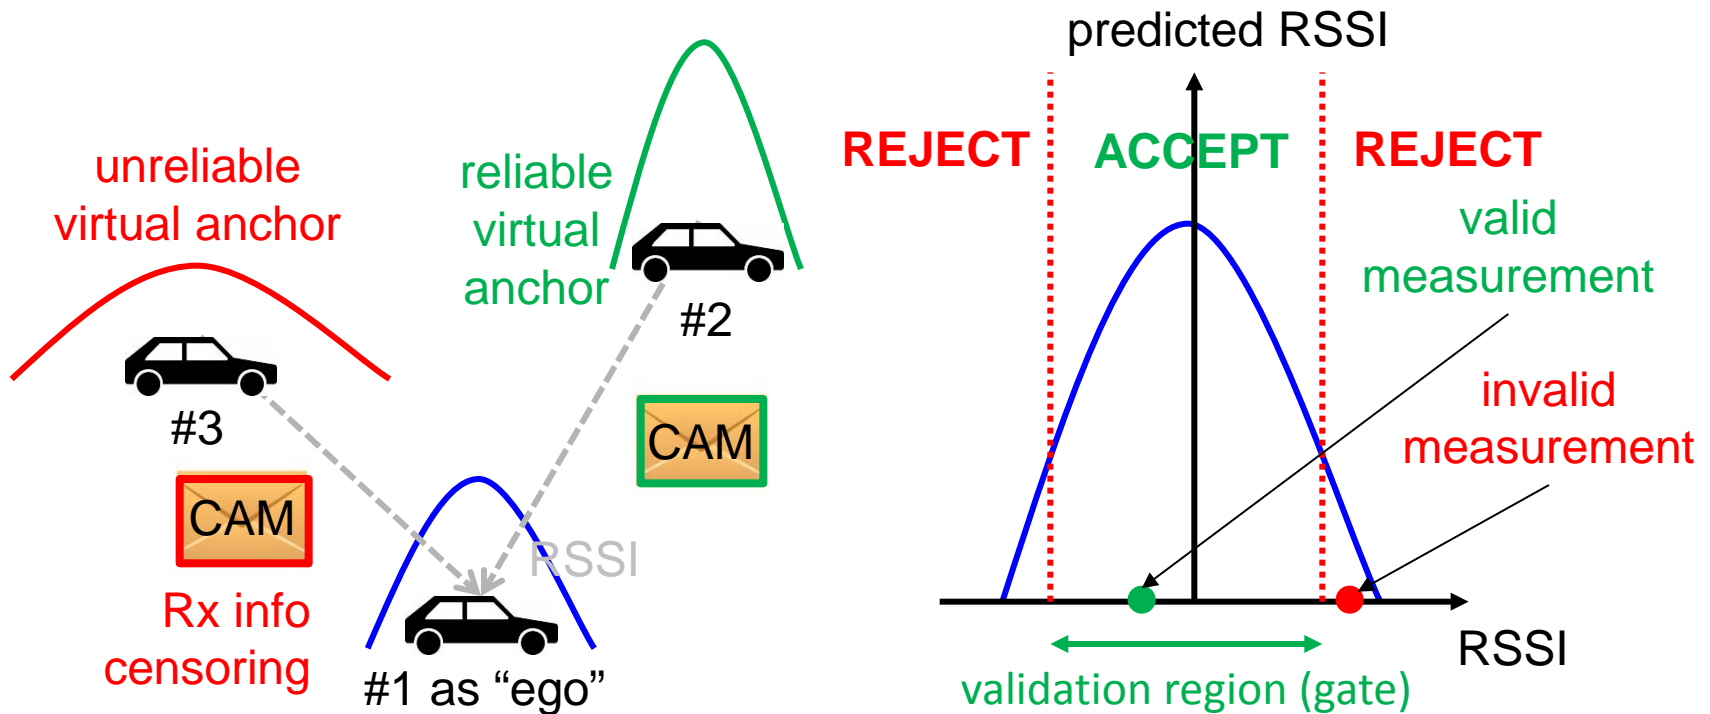 unreliable
virtual anchor
reliable
virtual
anchor
#2
#3
CAM
CAM
RSSI
Rx info
censoring
#1 as “ego”
predicted RSSI
REJECT
ACCEPT
REJECT
valid
measurement
invalid
measurement
RSSI
validation region (gate)